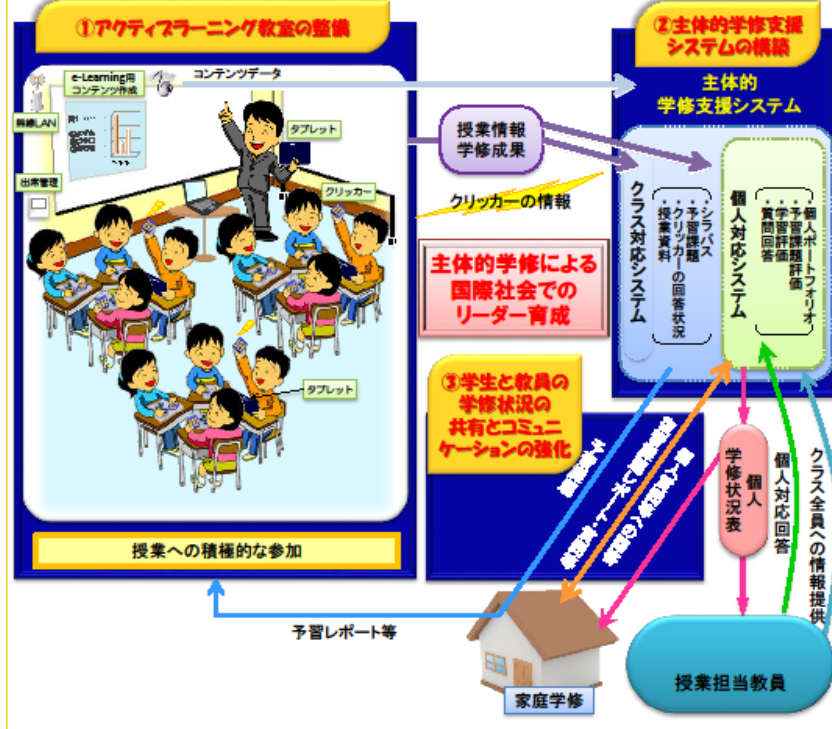 ①アクティブラーニング教室の整備
②主体的学修支援
システムの構築
e-Learning用
コンテンツ作成
コンテンツデータ
無線LAN
出席管理
タブレット
クリッカー
タブレット
授業への積極的な参加
授業情報
学修成果
クリッカーの情報
主体的学修による
国際社会での
リーダー育成
主体的
学修支援システム
個人対応システム
・個人ポートフォリオ
・予習課題評価
・学習評価
・質問回答
クラス対応システム
・シラバス
・予習課題
・クリッカーの回答状況
・授業資料
③学生と教員の
学修状況の
共有とコミュニ
ケーションの強化
個人
学修状況表
個人対応回答
クラス全員への情報提供
予習レポート等
家庭学修
授業担当教員